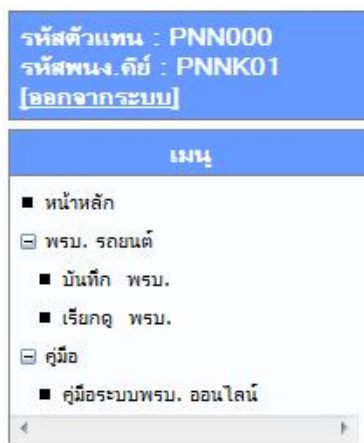 รหัสตัวแทน : PNN000
รหัสพนง.คีย์ : PNNK01
[ออกจากระบบ]
เมนู
หน้าหลัก
พรบ. รถยนต์
บันทึก พรบ.
เรียกดู พรบ.
คู่มือ
คู่มือระบบพรบ. ออนไลน์